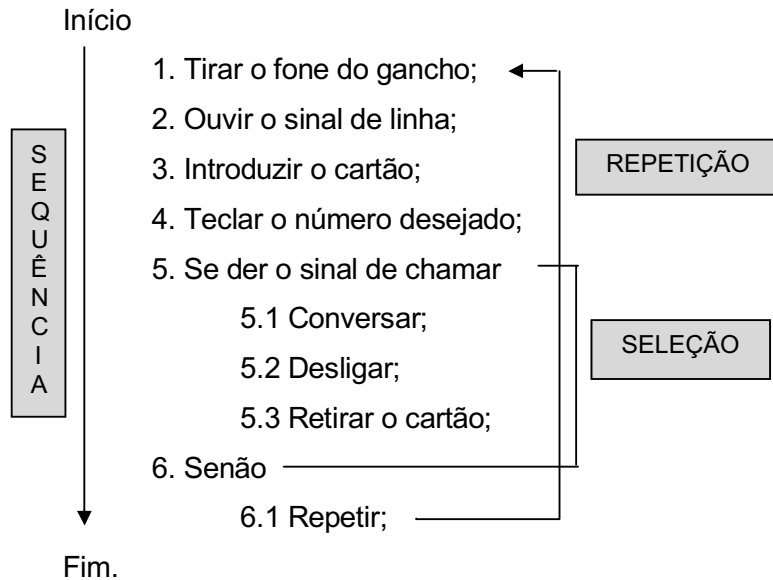 Início
1. Tirar o fone do gancho;
2. Ouvir o sinal de linha;
3. Introduzir o cartão;
4. Teclar o número desejado;
5. Se der o sinal de chamar
5.1 Conversar;
5.2 Desligar;
5.3 Retirar o cartão;
6. Senão
6.1 Repetir;
Fim.
SEQUÊNCIA
REPETIÇÃO
SELEÇÃO